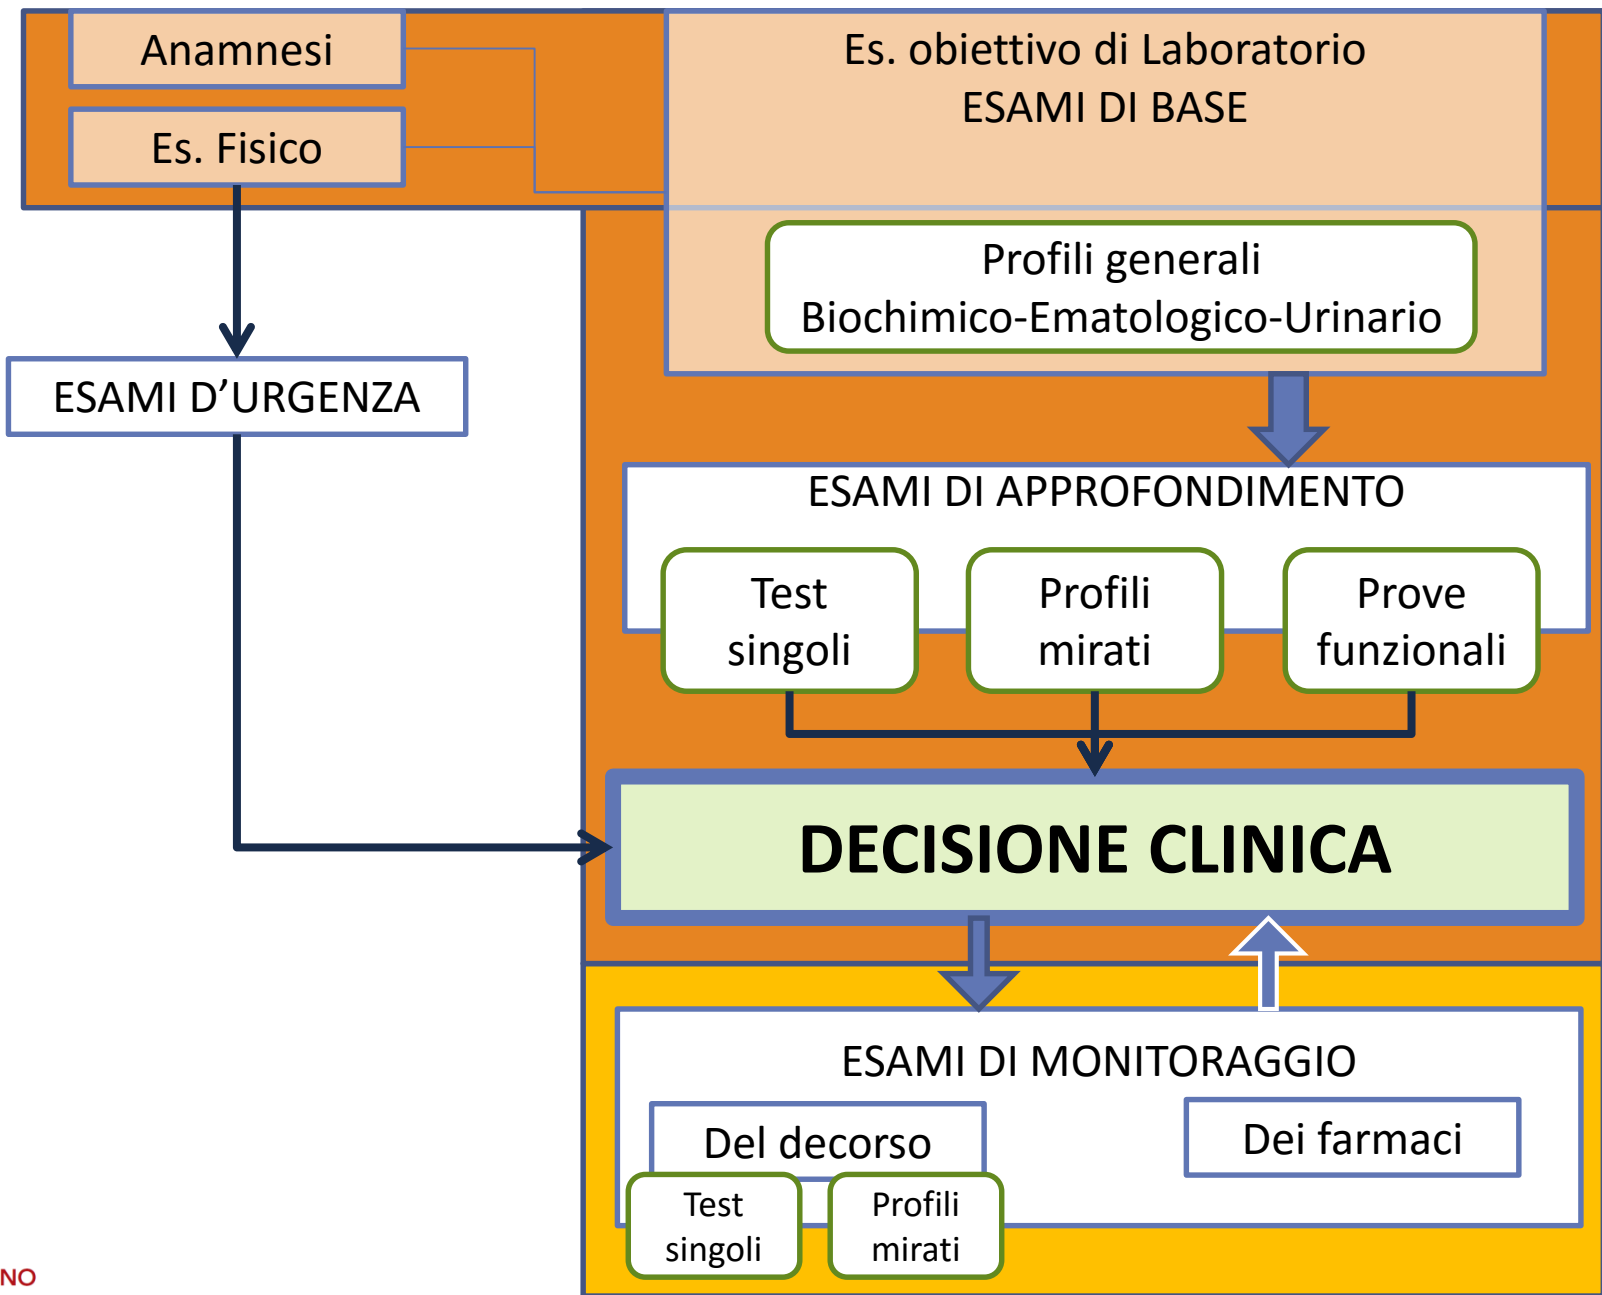 Anamnesi
Es. Fisico
Es. obiettivo di Laboratorio
ESAMI DI BASE
Profili generali
Biochimico-Ematologico-Urinario
ESAMI D’URGENZA
ESAMI DI APPROFONDIMENTO
Test
singoli
Profili
mirati
Prove
funzionali
DECISIONE CLINICA
ESAMI DI MONITORAGGIO
Del decorso
Dei farmaci
Test
singoli
Profili
mirati
NO